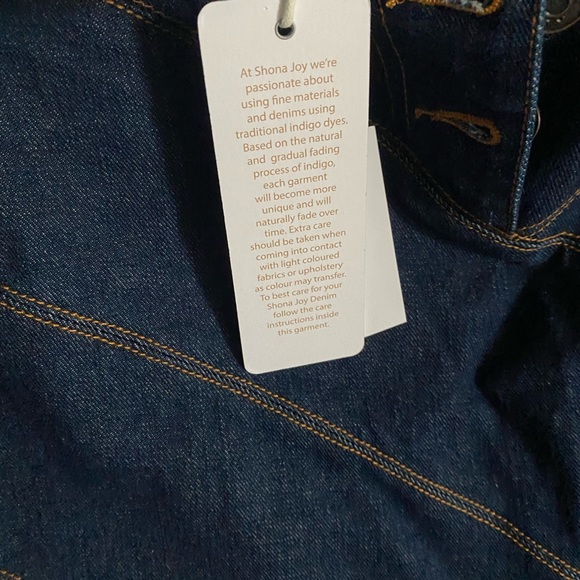 At Shona Joy we're
passionate about
using fine materials
and denims using
traditional indigo dyes.
Based on the natural
and gradual fading
process of indigo,
each garment
will become more
unique and will
naturally fade over
time. Extra care
should be taken when
coming into contact
with light coloured
fabrics or upholstery
as colour may transfer.
To best care for your
Shona Joy Denim
follow the care
instructions inside
this garment.